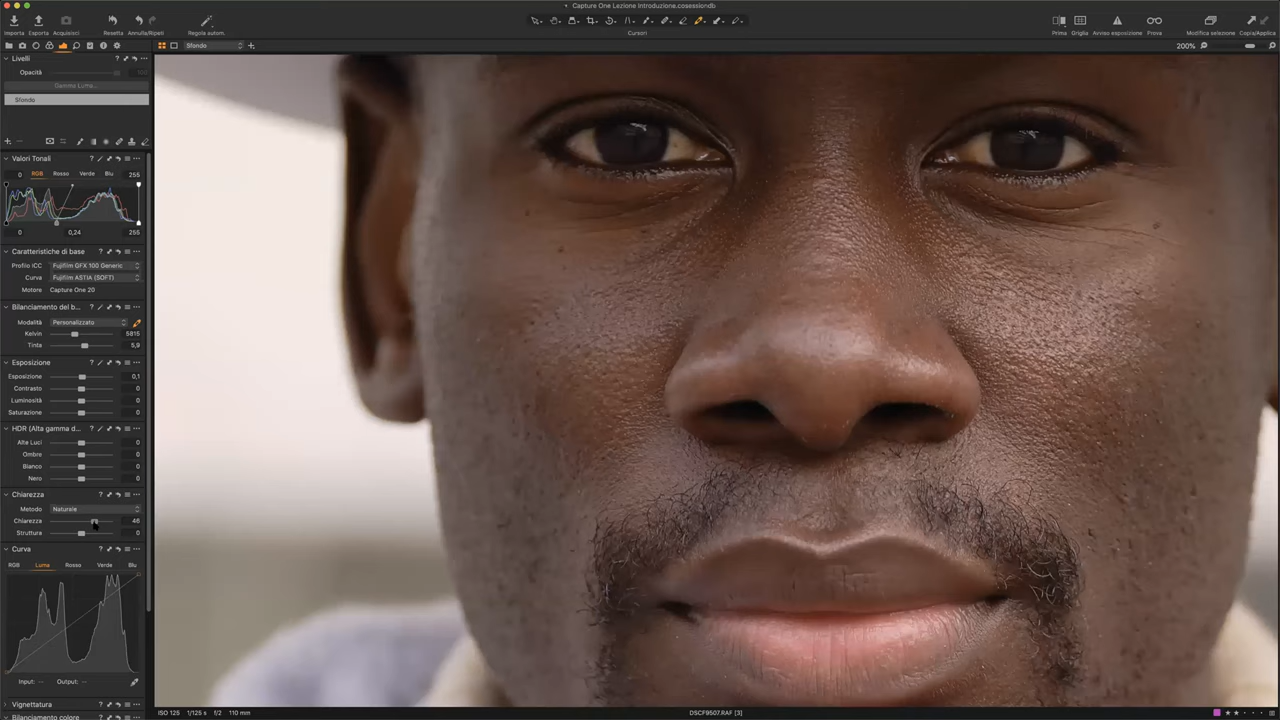 Capture One Lezione Introduzione.cosessiondb
Importa Esporta Acquisisci Resetta Annulla/Ripeti Regola autom. Cursori Prima Griglia Avviso esposizione Prova Modifica selezione Copia/Applica
Sfondo 200%
Livelli
Opacità 100
Gamma Luma...
Sfondo
Valori Tonali
0 RGB Rosso Verde Blu 255
0 0,24 255
Caratteristiche di base
Profilo ICC Fujifilm GFX 100 Generic
Curva Fujifilm ASTIA (SOFT)
Motore Capture One 20
Bilanciamento del b...
Modalità Personalizzato
Kelvin 5815
Tinta 5,9
Esposizione
Esposizione 0,1
Contrasto 0
Luminosità 0
Saturazione 0
HDR (Alta gamma d...
Alte Luci 0
Ombre 0
Bianco 0
Nero 0
Chiarezza
Metodo Naturale
Chiarezza 46
Struttura 0
Curva
RGB Luma Rosso Verde Blu
Input: -- Output: --
Vignettatura
Bilanciamento colore
ISO 125 1/125 s f/2 110 mm DSCF9507.RAF [3]